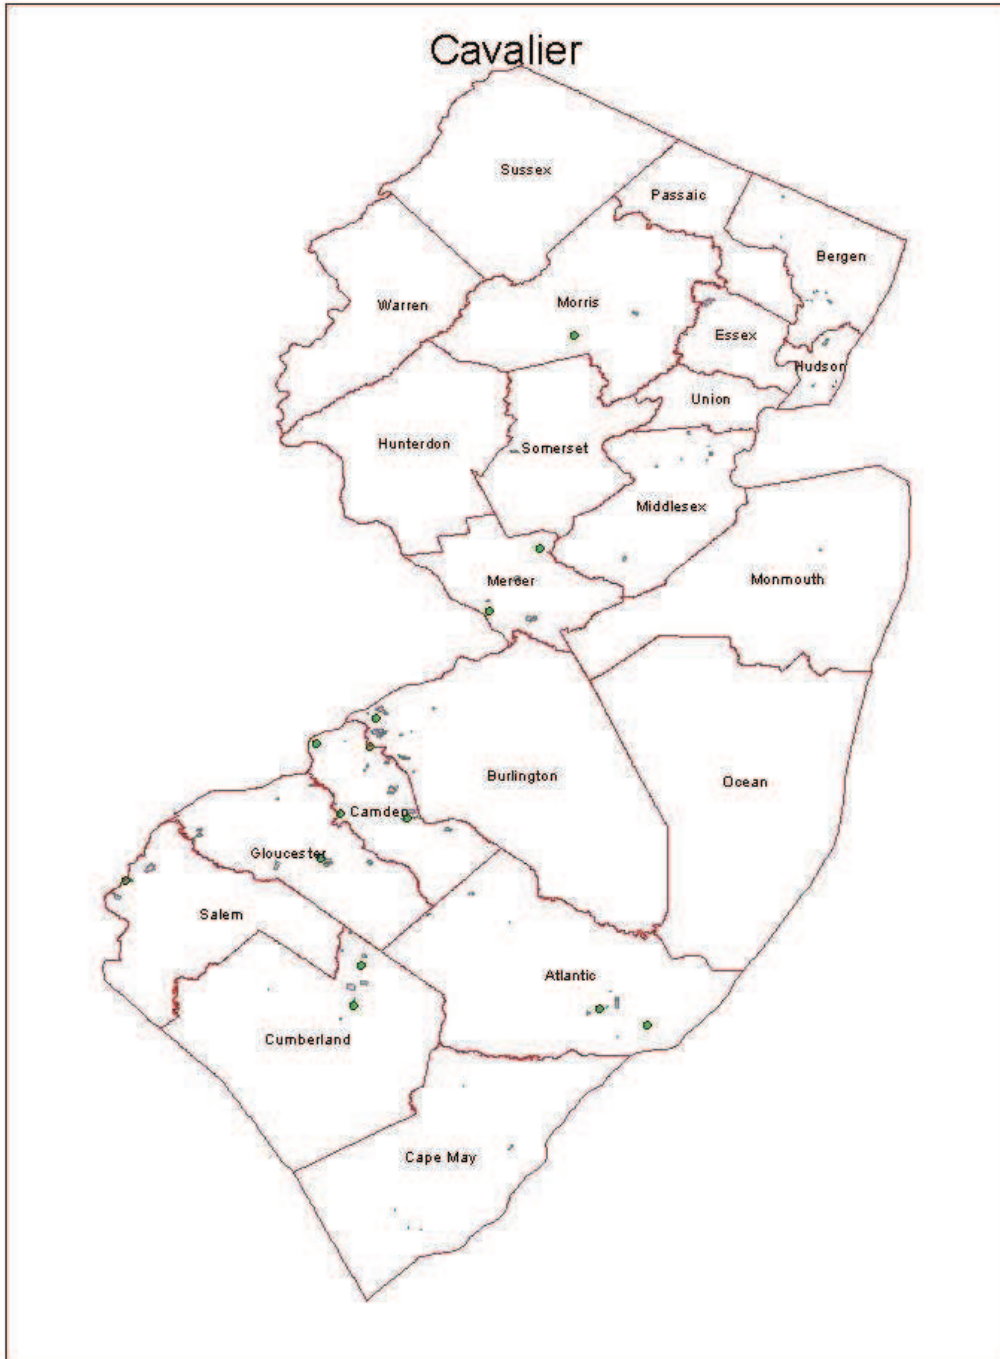 Cavalier
Sussex
Passaic
Bergen
Warren
Morris
Essex
Hudson
Union
Hunterdon
Somerset
Middlesex
Mercer
Monmouth
Burlington
Ocean
Camden
Gloucester
Salem
Atlantic
Cumberland
Cape May